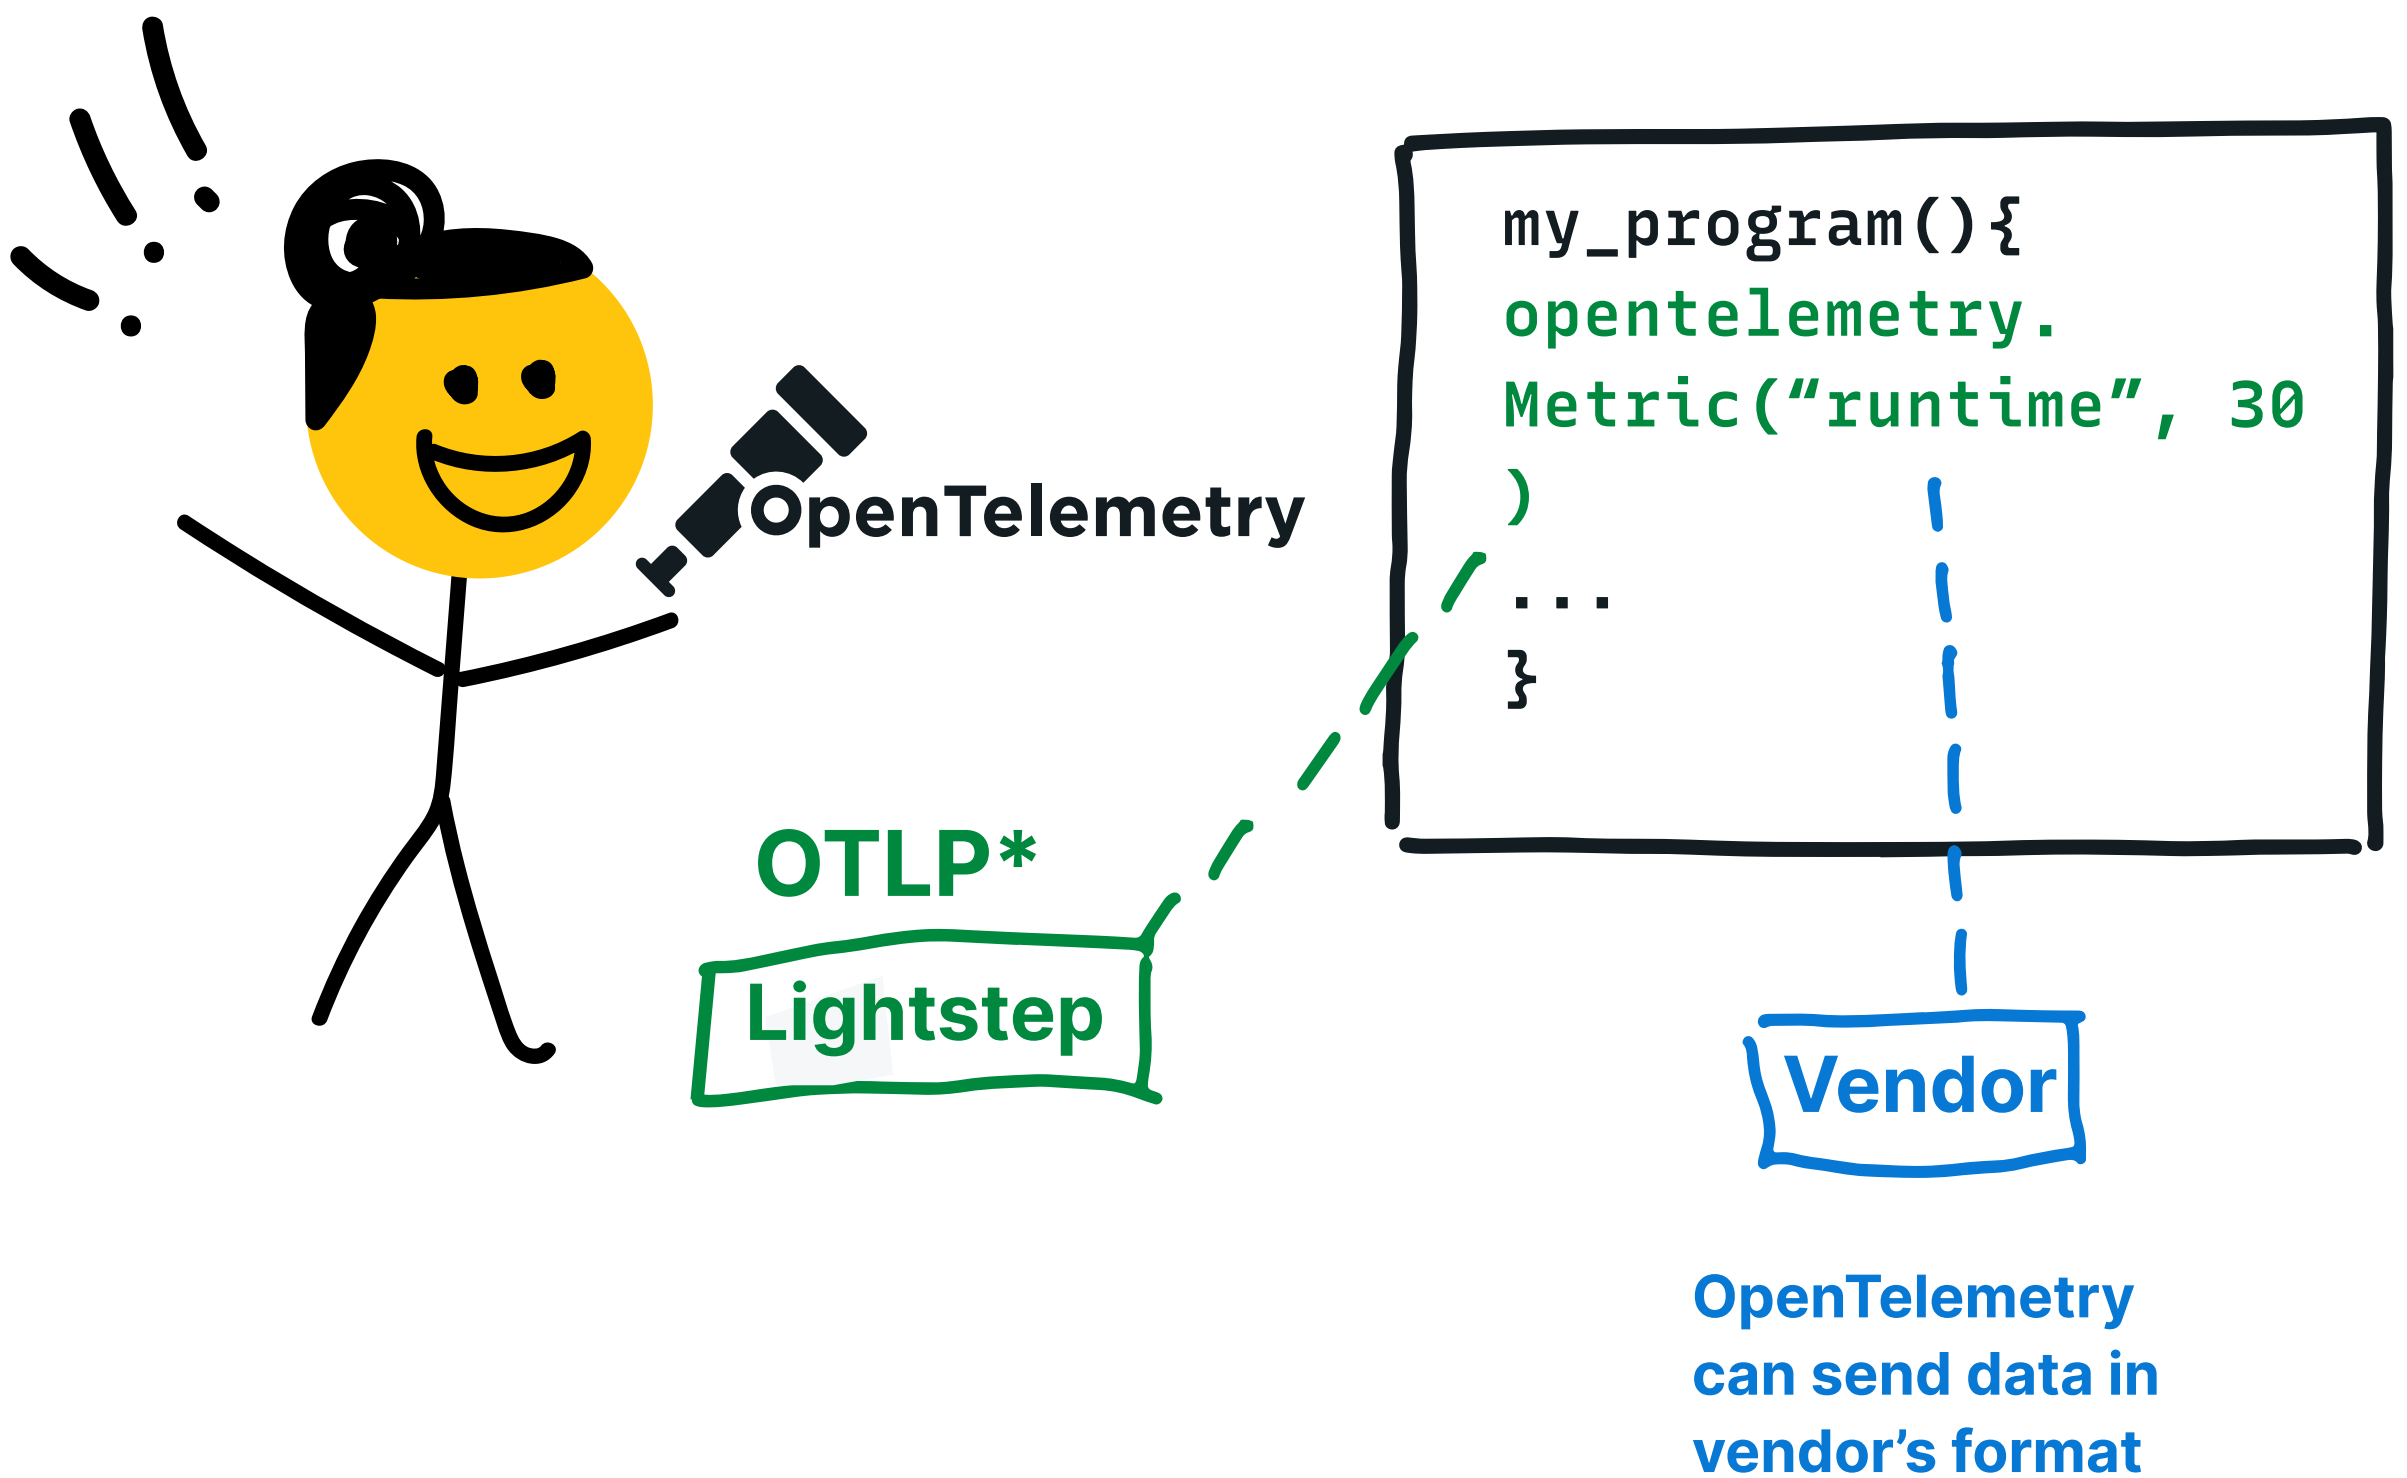 my_program(){
opentelemetry.
Metric(“runtime”, 30
)
...
}
OpenTelemetry
OTLP*
Lightstep
Vendor
OpenTelemetry
can send data in
vendor’s format